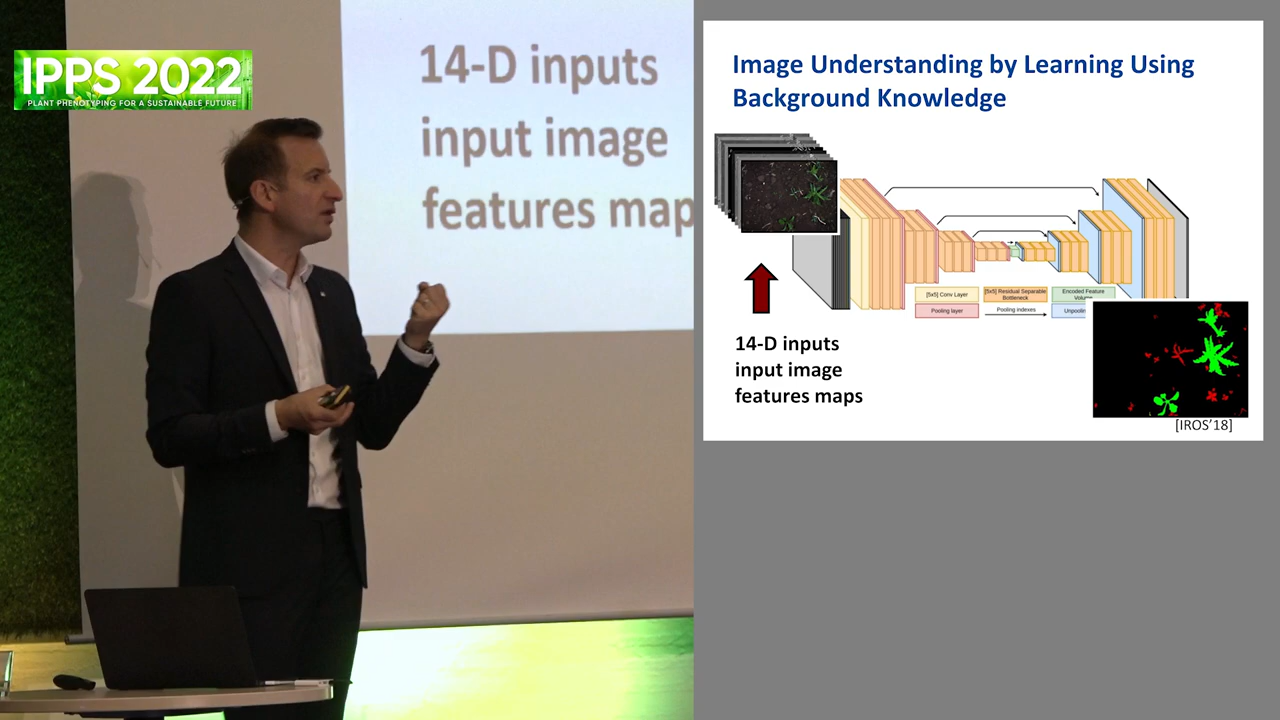 IPPS 2022
PLANT PHENOTYPING FOR A SUSTAINABLE FUTURE
14-D inputs
input image
features map
Image Understanding by Learning Using
Background Knowledge
[5x5] Conv Layer
[5x5] Residual Separable
Bottleneck
Encoded Feature
Volume
Pooling layer
Pooling indexes
14-D inputs
input image
features maps
[IROS'18]